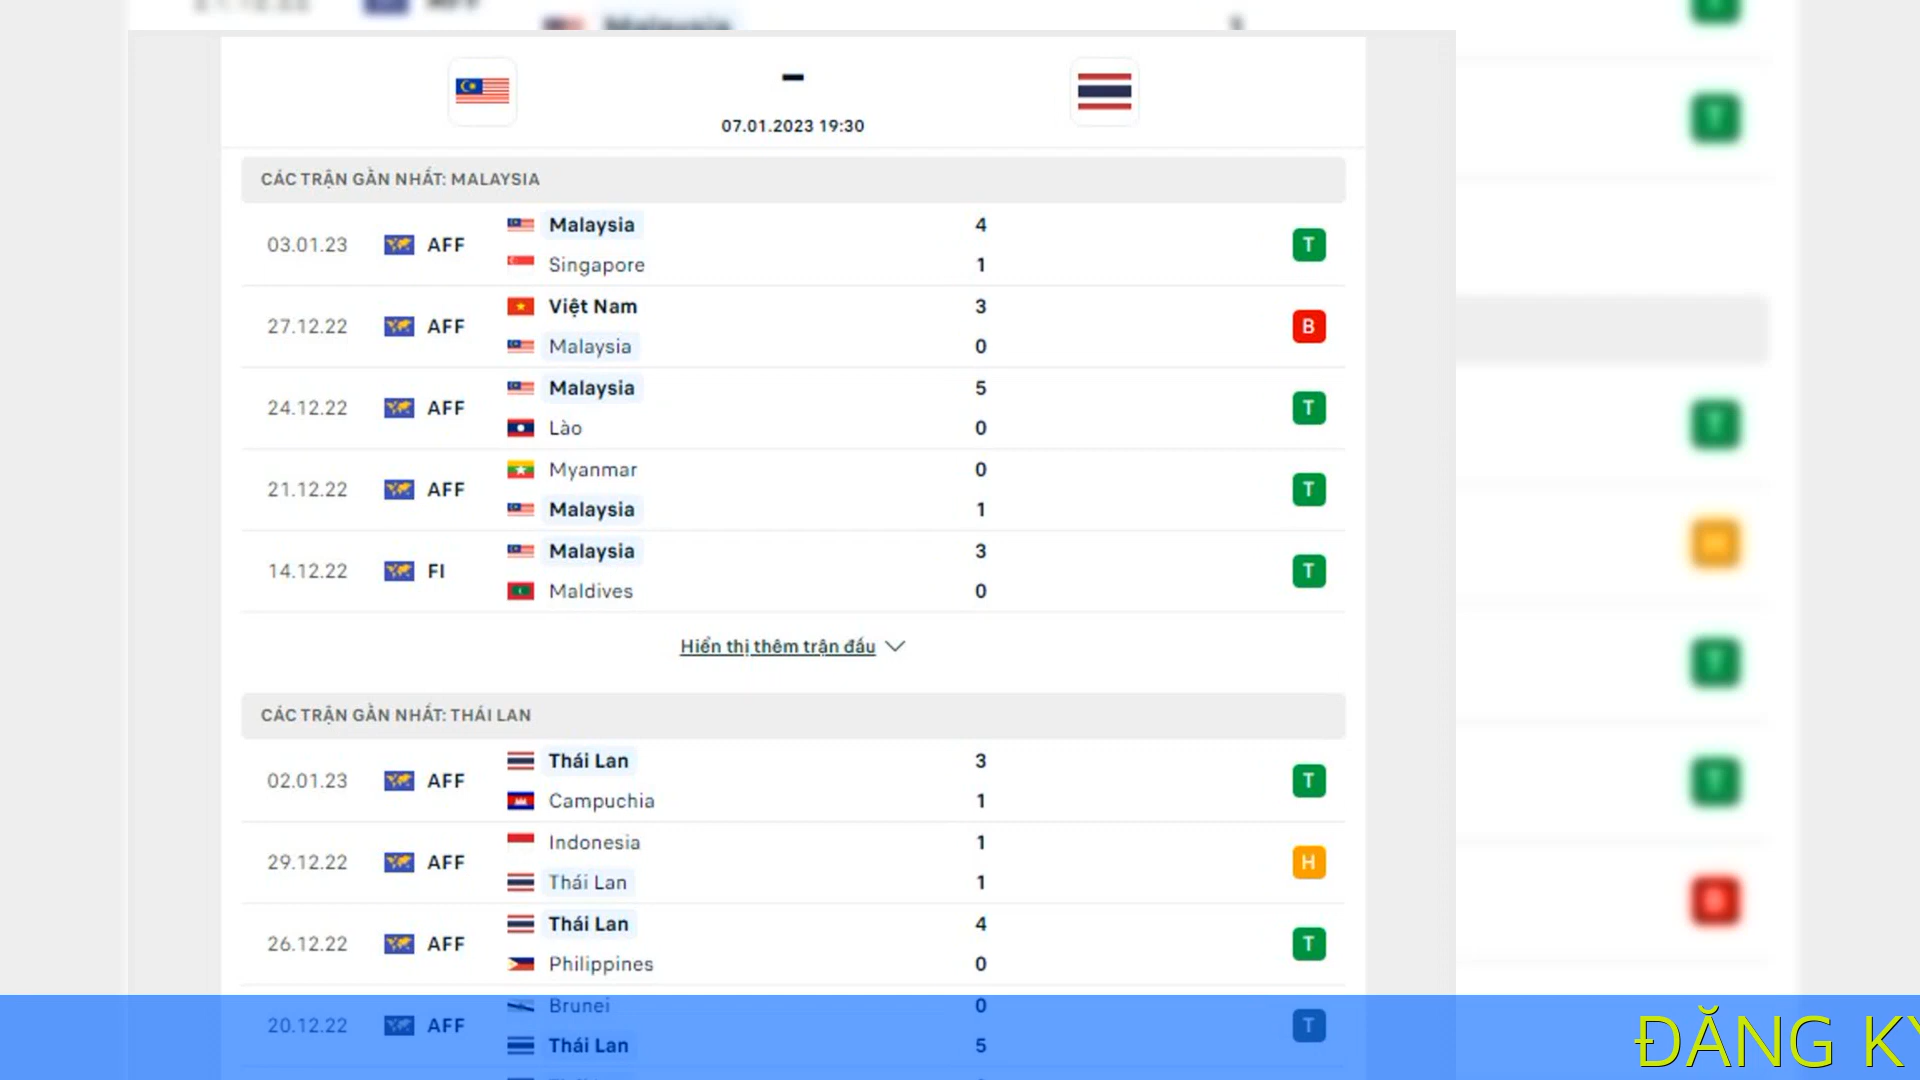 –
07.01.2023 19:30
CÁC TRẬN GẦN NHẤT: MALAYSIA
03.01.23 AFF Malaysia 4 T
Singapore 1
27.12.22 AFF Việt Nam 3 B
Malaysia 0
24.12.22 AFF Malaysia 5 T
Lào 0
21.12.22 AFF Myanmar 0 T
Malaysia 1
14.12.22 FI Malaysia 3 T
Maldives 0
Hiển thị thêm trận đấu
CÁC TRẬN GẦN NHẤT: THÁI LAN
02.01.23 AFF Thái Lan 3 T
Campuchia 1
29.12.22 AFF Indonesia 1 H
Thái Lan 1
26.12.22 AFF Thái Lan 4 T
Philippines 0
20.12.22 AFF Brunei 0 T
Thái Lan 5
ĐĂNG KÝ